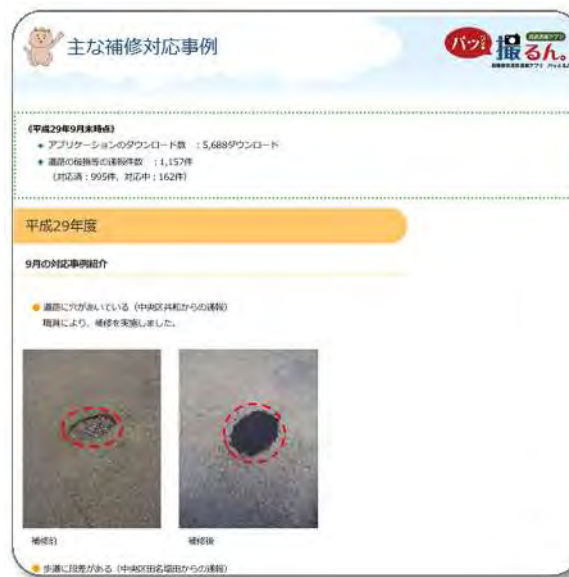 主な補修対応事例
パッ!と
撮るん。
《平成29年9月末時点》
アプリケーションのダウンロード数 :5,688ダウンロード
道路の破損等の通報件数 :1,157件
(対応済:995件、対応中:162件)
平成29年度
9月の対応事例紹介
道路に穴があいている(中央区共和からの通報)
職員により、補修を実施しました。
補修前
補修後
歩道に段差がある(中央区田名塩田からの通報)